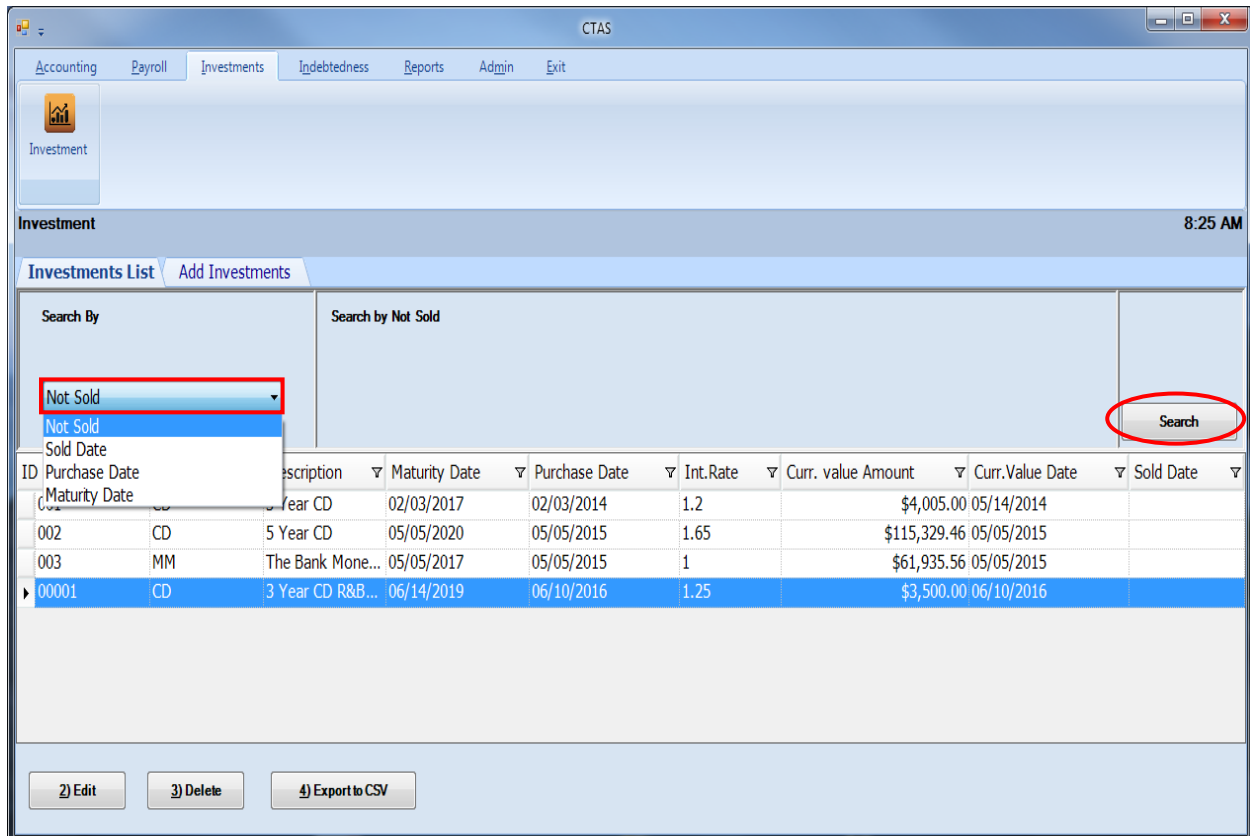 CTAS
Accounting Payroll Investments Indebtedness Reports Admin Exit
Investment
Investment 8:25 AM
Investments List Add Investments
Search By Search by Not Sold
Not Sold
Not Sold
Search
Sold Date
Purchase Date
Maturity Date
ID escription Maturity Date Purchase Date Int.Rate Curr. value Amount Curr.Value Date Sold Date
Year CD 02/03/2017 02/03/2014 1.2 $4,005.00 05/14/2014
002 CD 5 Year CD 05/05/2020 05/05/2015 1.65 $115,329.46 05/05/2015
003 MM The Bank Mone... 05/05/2017 05/05/2015 1 $61,935.56 05/05/2015
00001 CD 3 Year CD R&B... 06/14/2019 06/10/2016 1.25 $3,500.00 06/10/2016
2) Edit 3) Delete 4) Export to CSV